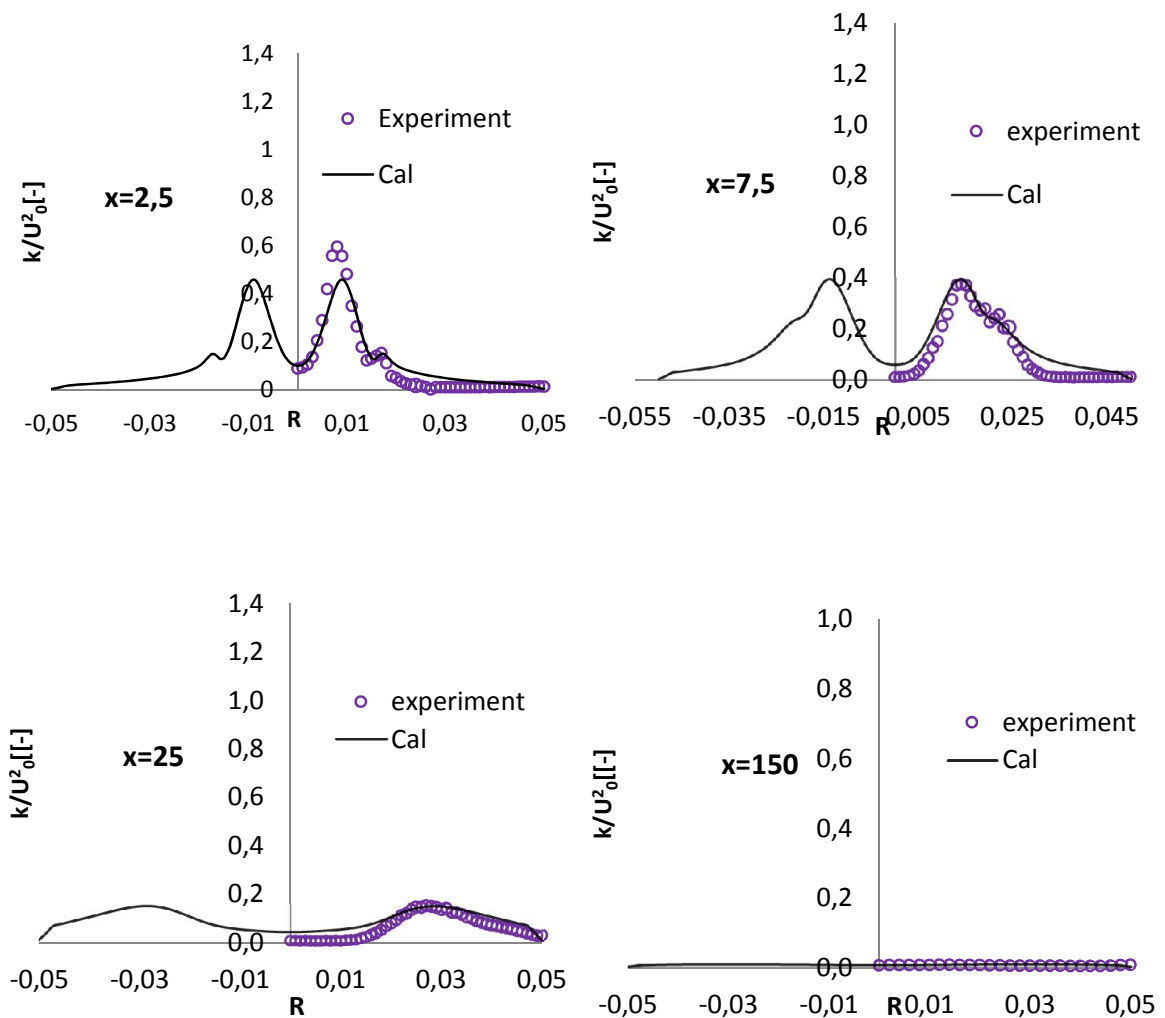 1,4
1,2
1
0,8
0,6
0,4
0,2
0
k/U²₀[-]
x=2,5
Experiment
Cal
-0,05 -0,03 -0,01 0,01 0,03 0,05
R
1,4
1,2
1,0
0,8
0,6
0,4
0,2
0,0
k/U²₀[-]
x=7,5
experiment
Cal
-0,055 -0,035 -0,015 0,005 0,025 0,045
R
1,4
1,2
1,0
0,8
0,6
0,4
0,2
0,0
k/U²₀[[-]
x=25
experiment
Cal
-0,05 -0,03 -0,01 0,01 0,03 0,05
R
1,0
0,8
0,6
0,4
0,2
0,0
k/U²₀[[-]
x=150
experiment
Cal
-0,05 -0,03 -0,01 0,01 0,03 0,05
R